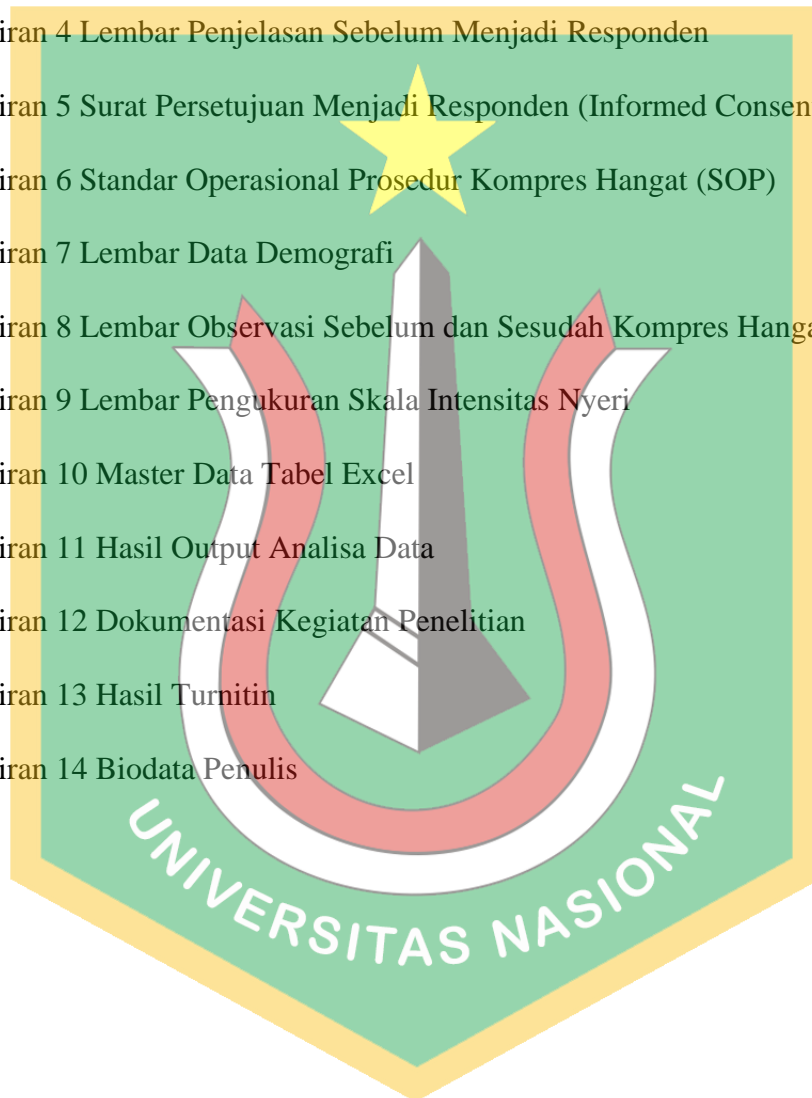 iran 4 Lembar Penjelasan Sebelum Menjadi Responden
iran 5 Surat Persetujuan Menjadi Responden (Informed Consen
iran 6 Standar Operasional Prosedur Kompres Hangat (SOP)
iran 7 Lembar Data Demografi
iran 8 Lembar Observasi Sebelum dan Sesudah Kompres Hanga
iran 9 Lembar Pengukuran Skala Intensitas Nyeri
iran 10 Master Data Tabel Excel
iran 11 Hasil Output Analisa Data
iran 12 Dokumentasi Kegiatan Penelitian
iran 13 Hasil Turnitin
iran 14 Biodata Penulis
UNIVERSITAS NASIONAL